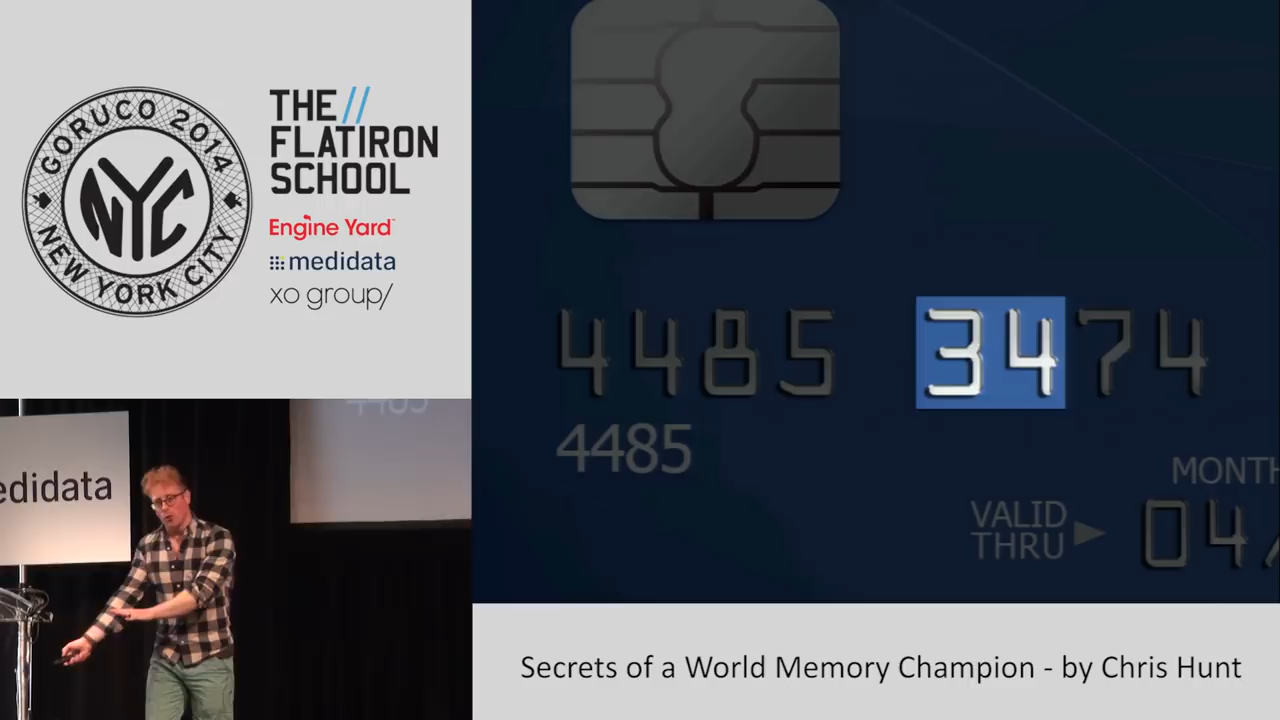 GORUCO 2014
NYC
NEW YORK CITY
THE //
FLATIRON
SCHOOL
Engine Yard
medidata
xo group/
4485 3474
4485
MONTH
VALID
THRU
04/
4485
edidata
Secrets of a World Memory Champion - by Chris Hunt